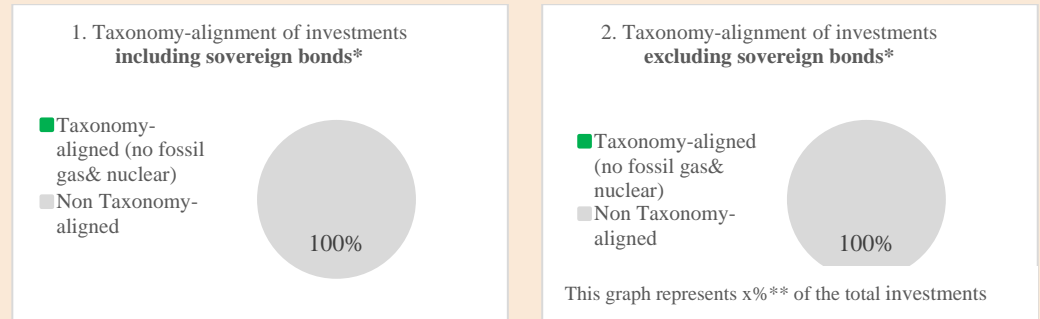 1. Taxonomy-alignment of investments
including sovereign bonds*
Taxonomy-
aligned (no fossil
gas& nuclear)
Non Taxonomy-
aligned
100%
2. Taxonomy-alignment of investments
excluding sovereign bonds*
Taxonomy-aligned
(no fossil gas&
nuclear)
Non Taxonomy-
aligned
100%
This graph represents x%** of the total investments